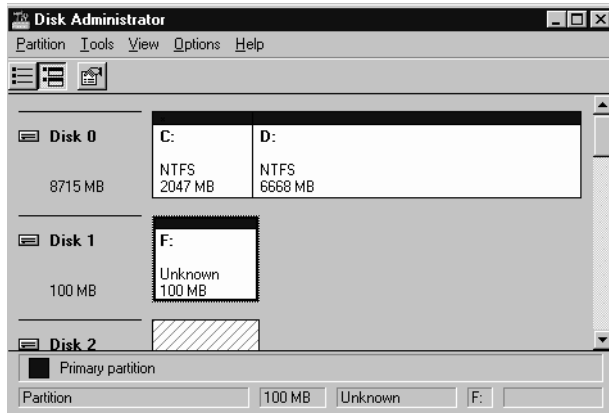 Disk Administrator
Partition Tools View Options Help
Disk 0
8715 MB
C:
NTFS
2047 MB
D:
NTFS
6668 MB
Disk 1
100 MB
F:
Unknown
100 MB
Disk 2
Primary partition
Partition 100 MB Unknown F: